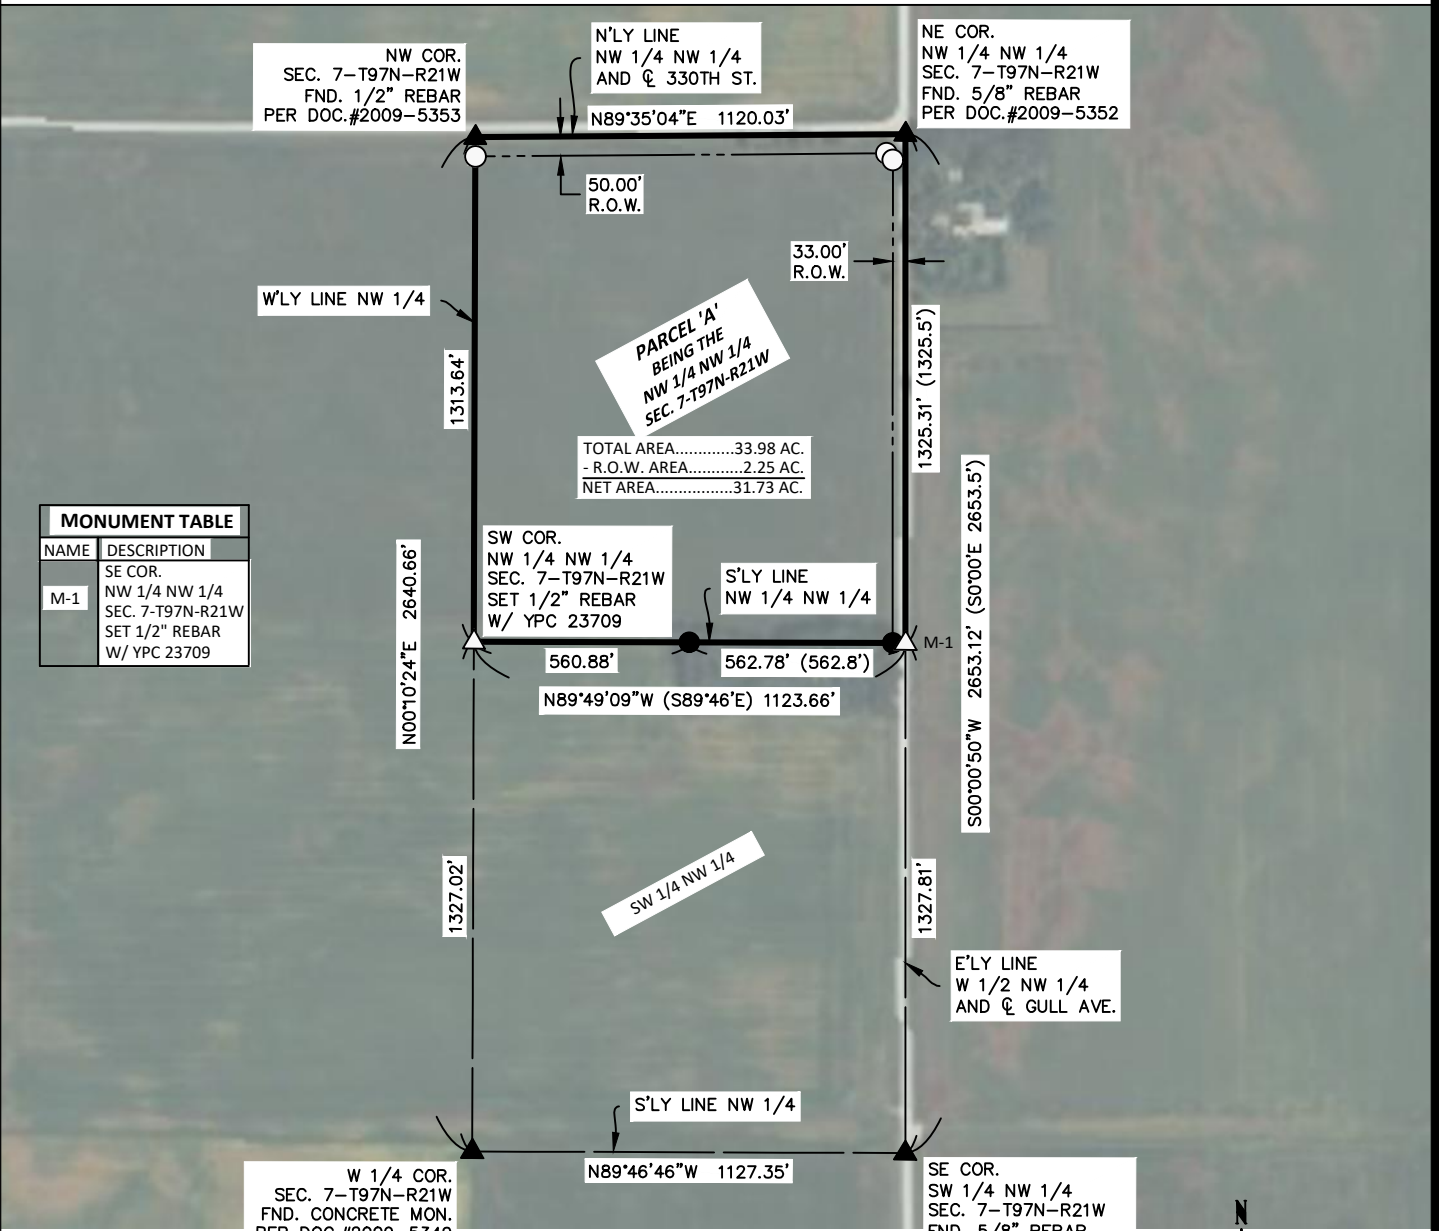 N'LY LINE
NW 1/4 NW 1/4
AND ℄ 330TH ST.
NE COR.
NW 1/4 NW 1/4
SEC. 7-T97N-R21W
FND. 5/8" REBAR
PER DOC.#2009-5352
NW COR.
SEC. 7-T97N-R21W
FND. 1/2" REBAR
PER DOC.#2009-5353
N89°35'04"E 1120.03'
50.00'
R.O.W.
33.00'
R.O.W.
W'LY LINE NW 1/4
PARCEL 'A'
BEING THE
NW 1/4 NW 1/4
SEC. 7-T97N-R21W
1313.64'
1325.31' (1325.5')
TOTAL AREA.............33.98 AC.
- R.O.W. AREA............2.25 AC.
NET AREA.................31.73 AC.
MONUMENT TABLE
NAME DESCRIPTION
M-1
SE COR.
NW 1/4 NW 1/4
SEC. 7-T97N-R21W
SET 1/2" REBAR
W/ YPC 23709
N00°10'24"E 2640.66'
SW COR.
NW 1/4 NW 1/4
SEC. 7-T97N-R21W
SET 1/2" REBAR
W/ YPC 23709
S'LY LINE
NW 1/4 NW 1/4
S00°00'50"W 2653.12' (S0°00'E 2653.5')
M-1
560.88'
562.78' (562.8')
N89°49'09"W (S89°46'E) 1123.66'
1327.02'
SW 1/4 NW 1/4
1327.81'
E'LY LINE
W 1/2 NW 1/4
AND ℄ GULL AVE.
S'LY LINE NW 1/4
N89°46'46"W 1127.35'
W 1/4 COR.
SEC. 7-T97N-R21W
FND. CONCRETE MON.
SE COR.
SW 1/4 NW 1/4
SEC. 7-T97N-R21W
FND. 5/8" REBAR
N